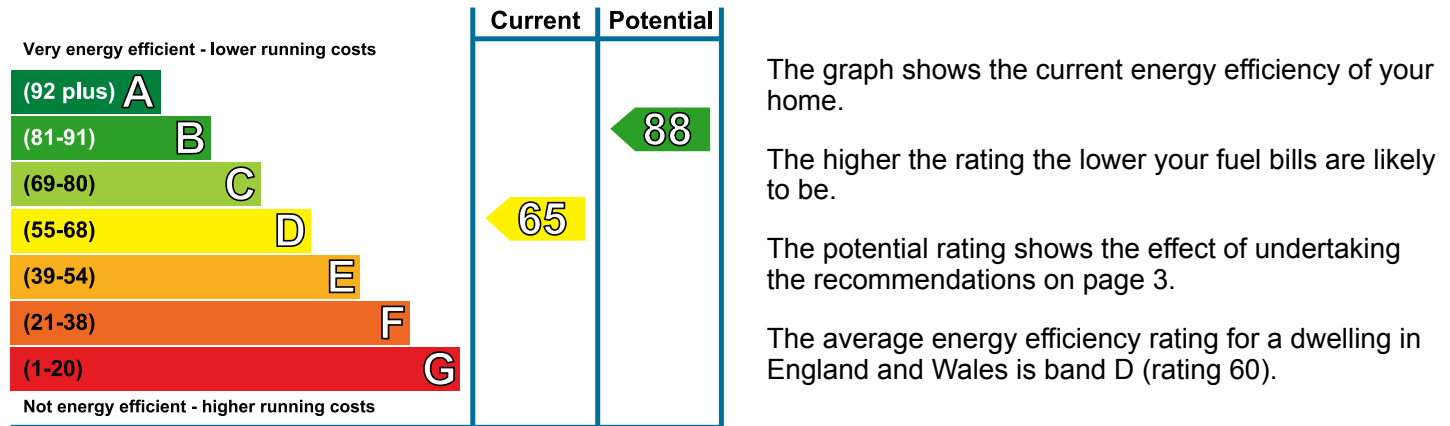 Current Potential
Very energy efficient - lower running costs
(92 plus) A
(81-91) B
88
(69-80) C
(55-68) D
65
(39-54) E
(21-38) F
(1-20) G
Not energy efficient - higher running costs
The graph shows the current energy efficiency of your
home.
The higher the rating the lower your fuel bills are likely
to be.
The potential rating shows the effect of undertaking
the recommendations on page 3.
The average energy efficiency rating for a dwelling in
England and Wales is band D (rating 60).